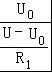 U₀
U - U₀
R₁